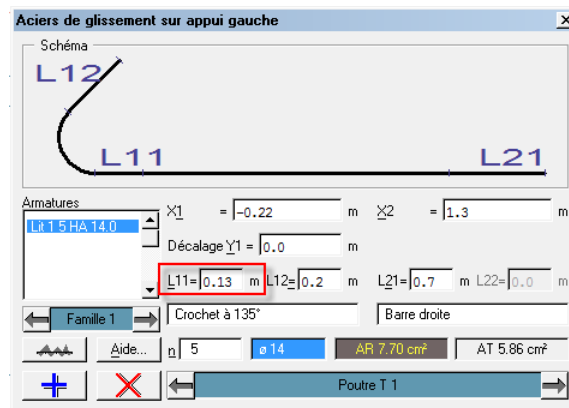 Aciers de glissement sur appui gauche
Schéma
L12
L11 L21
Armatures
Lit 1 5 HA 14.0
X1 = -0.22 m X2 = 1.3 m
Décalage Y1 = 0.0 m
L11= 0.13 m L12= 0.2 m L21= 0.7 m L22= 0.0 m
Famille 1 Crochet à 135° Barre droite
Aide... n 5 ø 14 AR 7.70 cm² AT 5.86 cm²
Poutre T 1